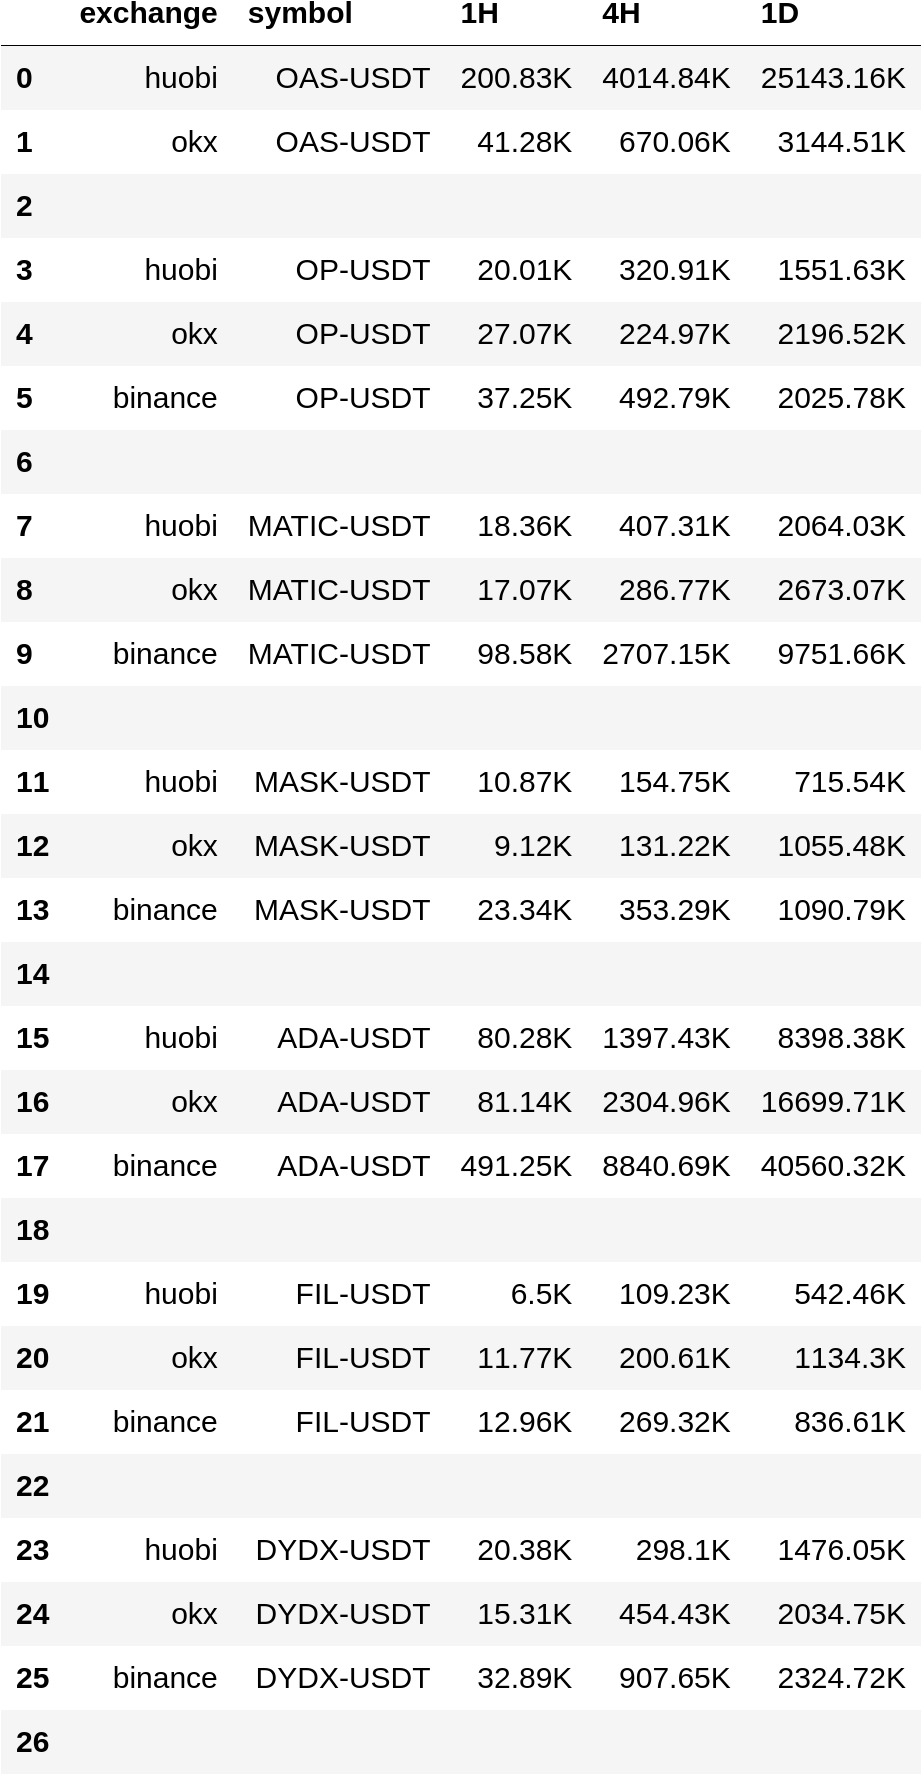 exchange symbol 1H 4H 1D
0 huobi OAS-USDT 200.83K 4014.84K 25143.16K
1 okx OAS-USDT 41.28K 670.06K 3144.51K
2
3 huobi OP-USDT 20.01K 320.91K 1551.63K
4 okx OP-USDT 27.07K 224.97K 2196.52K
5 binance OP-USDT 37.25K 492.79K 2025.78K
6
7 huobi MATIC-USDT 18.36K 407.31K 2064.03K
8 okx MATIC-USDT 17.07K 286.77K 2673.07K
9 binance MATIC-USDT 98.58K 2707.15K 9751.66K
10
11 huobi MASK-USDT 10.87K 154.75K 715.54K
12 okx MASK-USDT 9.12K 131.22K 1055.48K
13 binance MASK-USDT 23.34K 353.29K 1090.79K
14
15 huobi ADA-USDT 80.28K 1397.43K 8398.38K
16 okx ADA-USDT 81.14K 2304.96K 16699.71K
17 binance ADA-USDT 491.25K 8840.69K 40560.32K
18
19 huobi FIL-USDT 6.5K 109.23K 542.46K
20 okx FIL-USDT 11.77K 200.61K 1134.3K
21 binance FIL-USDT 12.96K 269.32K 836.61K
22
23 huobi DYDX-USDT 20.38K 298.1K 1476.05K
24 okx DYDX-USDT 15.31K 454.43K 2034.75K
25 binance DYDX-USDT 32.89K 907.65K 2324.72K
26